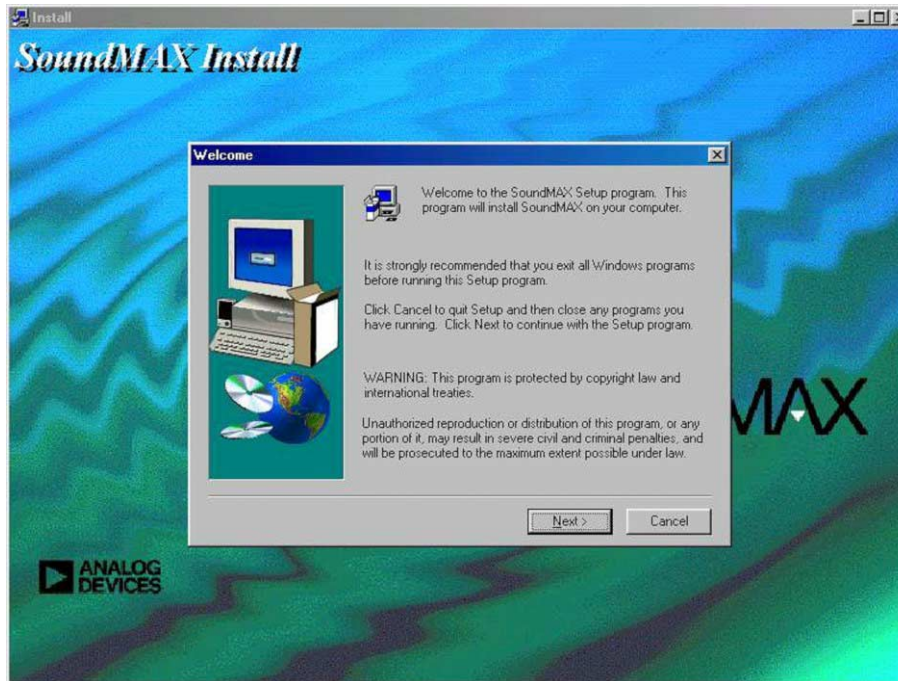 Install
SoundMAX Install
Welcome
Welcome to the SoundMAX Setup program. This
program will install SoundMAX on your computer.
It is strongly recommended that you exit all Windows programs
before running this Setup program.
Click Cancel to quit Setup and then close any programs you
have running. Click Next to continue with the Setup program.
WARNING: This program is protected by copyright law and
international treaties.
Unauthorized reproduction or distribution of this program, or any
portion of it, may result in severe civil and criminal penalties, and
will be prosecuted to the maximum extent possible under law.
MAX
Next >
Cancel
ANALOG
DEVICES